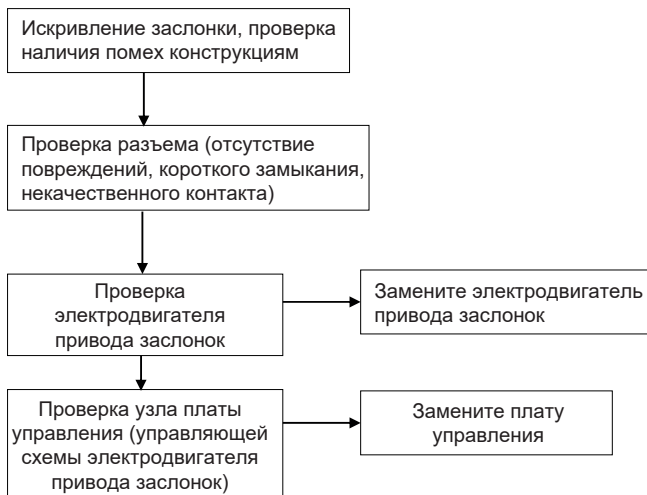 Искривление заслонки, проверка
наличия помех конструкциям
Проверка разъема (отсутствие
повреждений, короткого замыкания,
некачественного контакта)
Проверка
электродвигателя
привода заслонок
Замените электродвигатель
привода заслонок
Проверка узла платы
управления (управляющей
схемы электродвигателя
привода заслонок)
Замените плату
управления